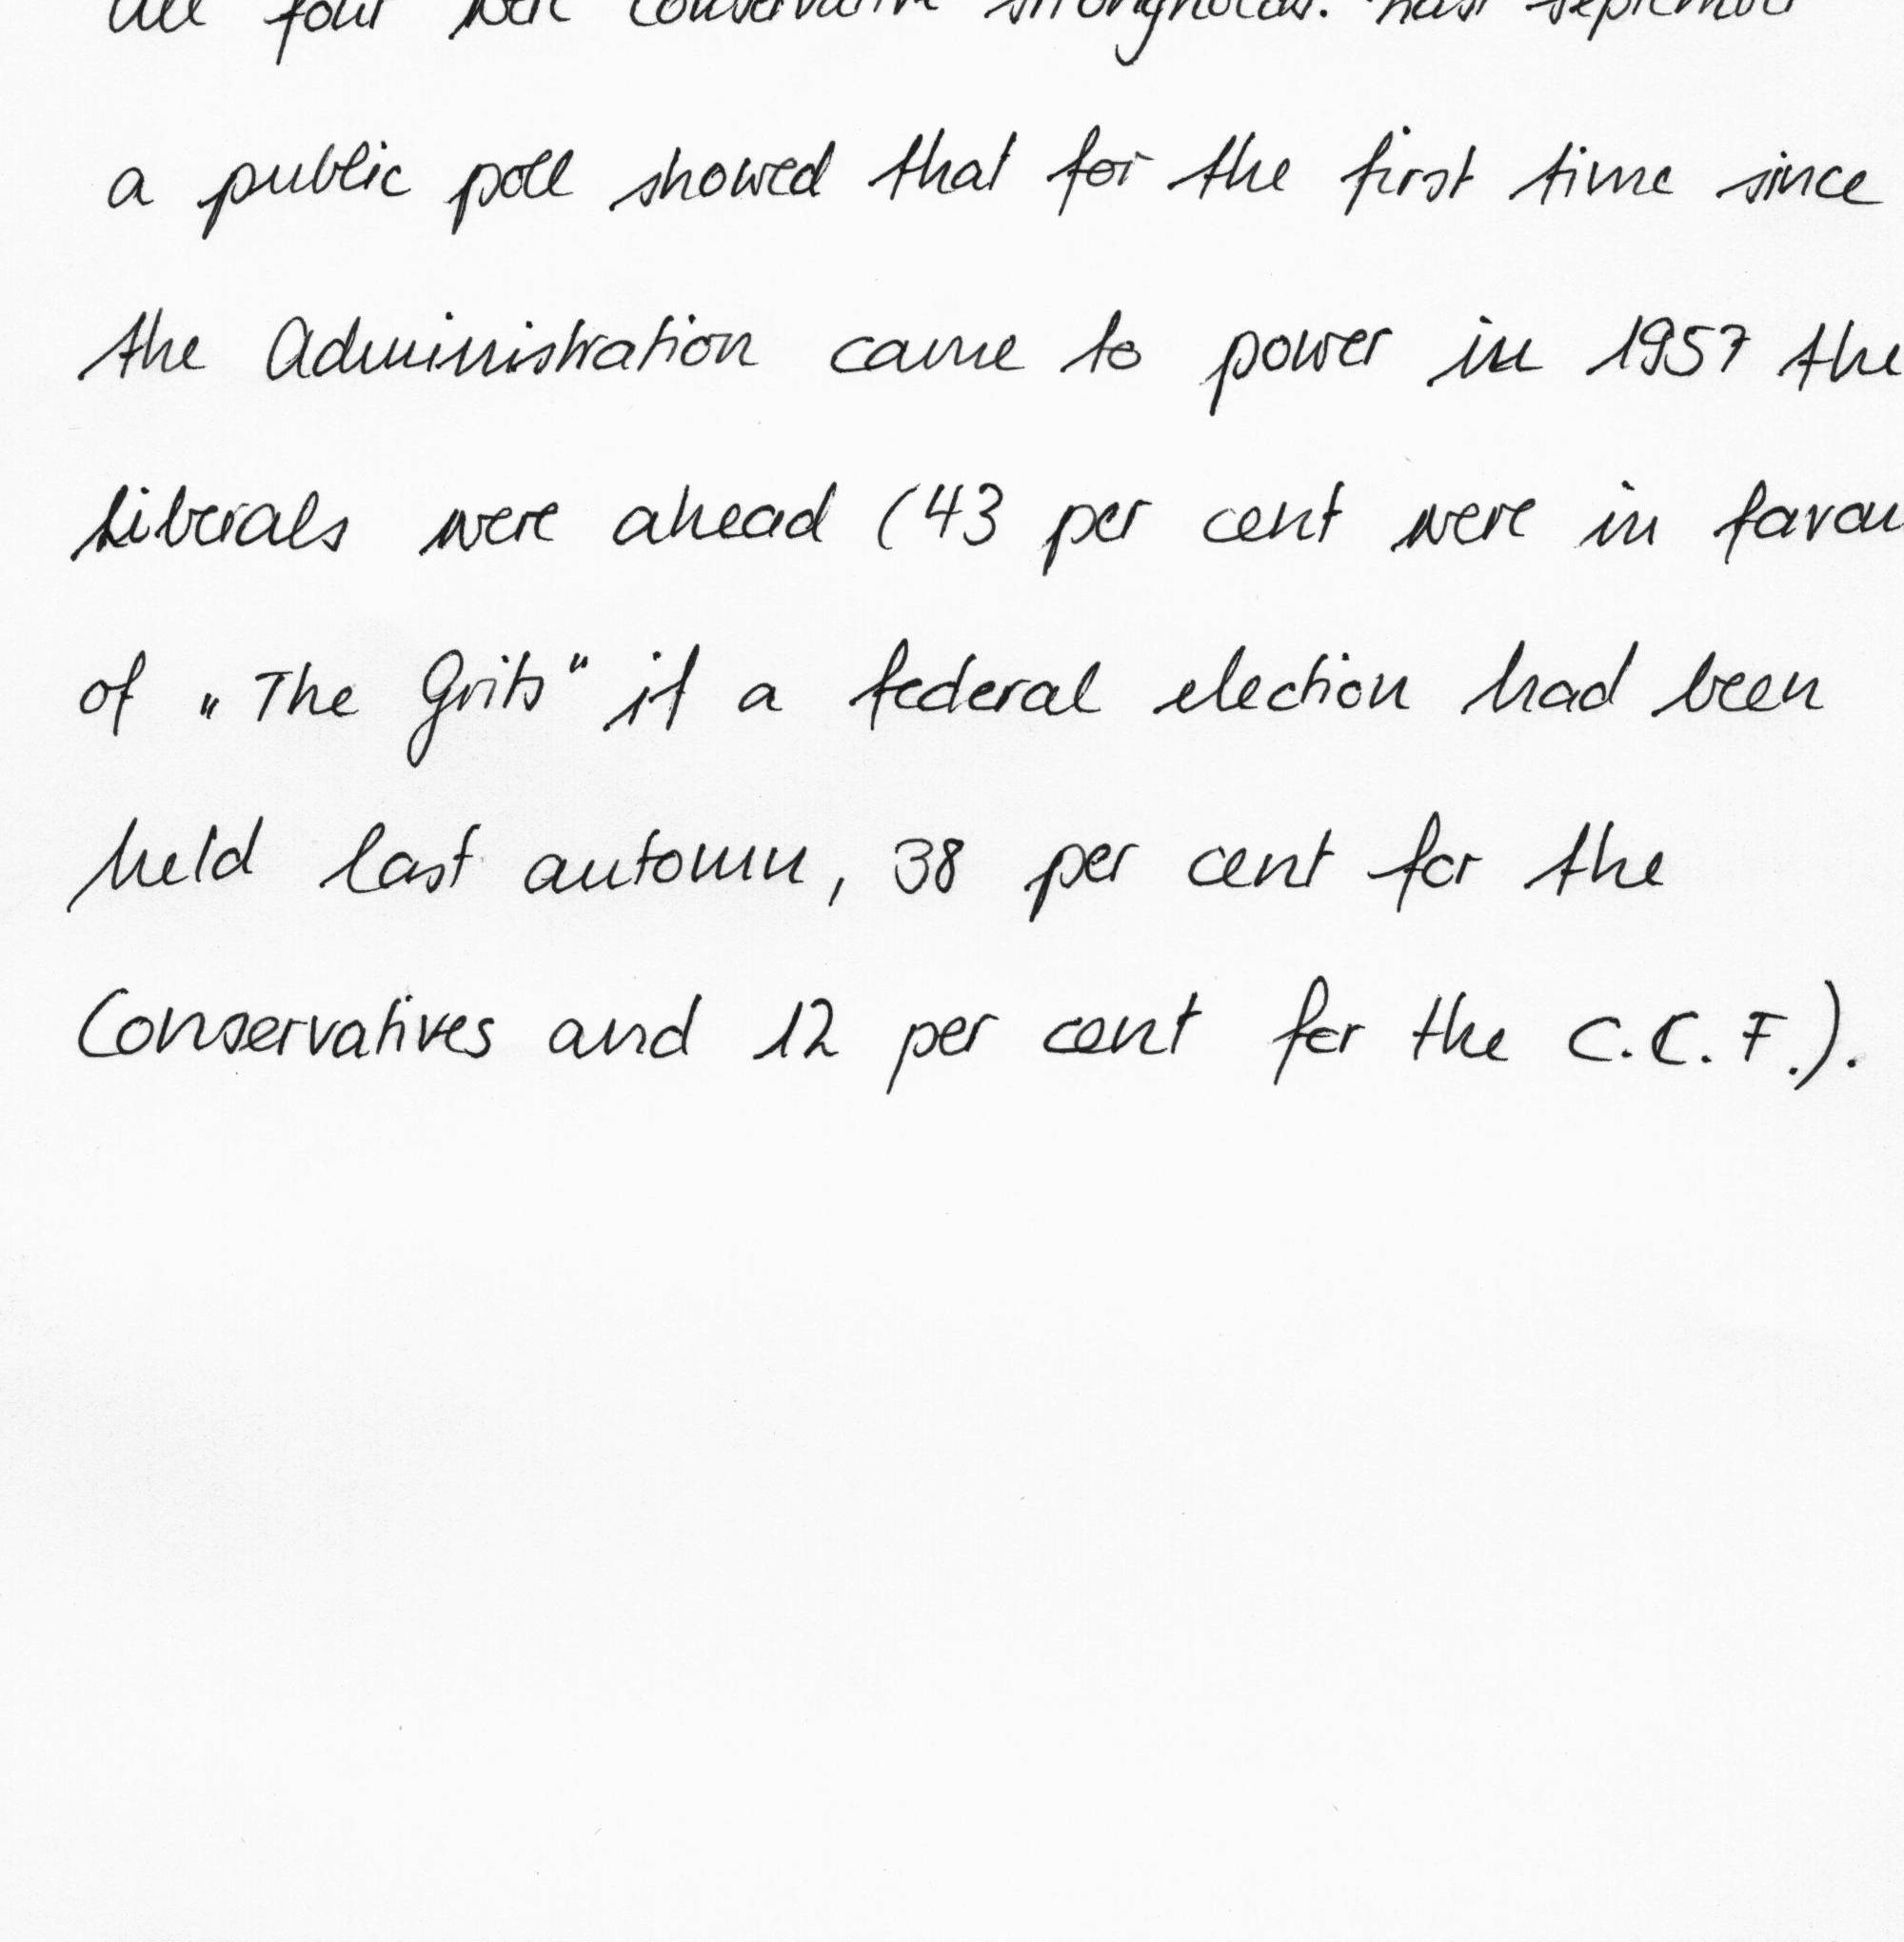 All four were Conservative strongholds. Last September
a public poll showed that for the first time since
the Administration came to power in 1957 the
Liberals were ahead (43 per cent were in favou
of „The Grits“ if a federal election had been
held last automn, 38 per cent for the
Conservatives and 12 per cent for the C.C.F.).